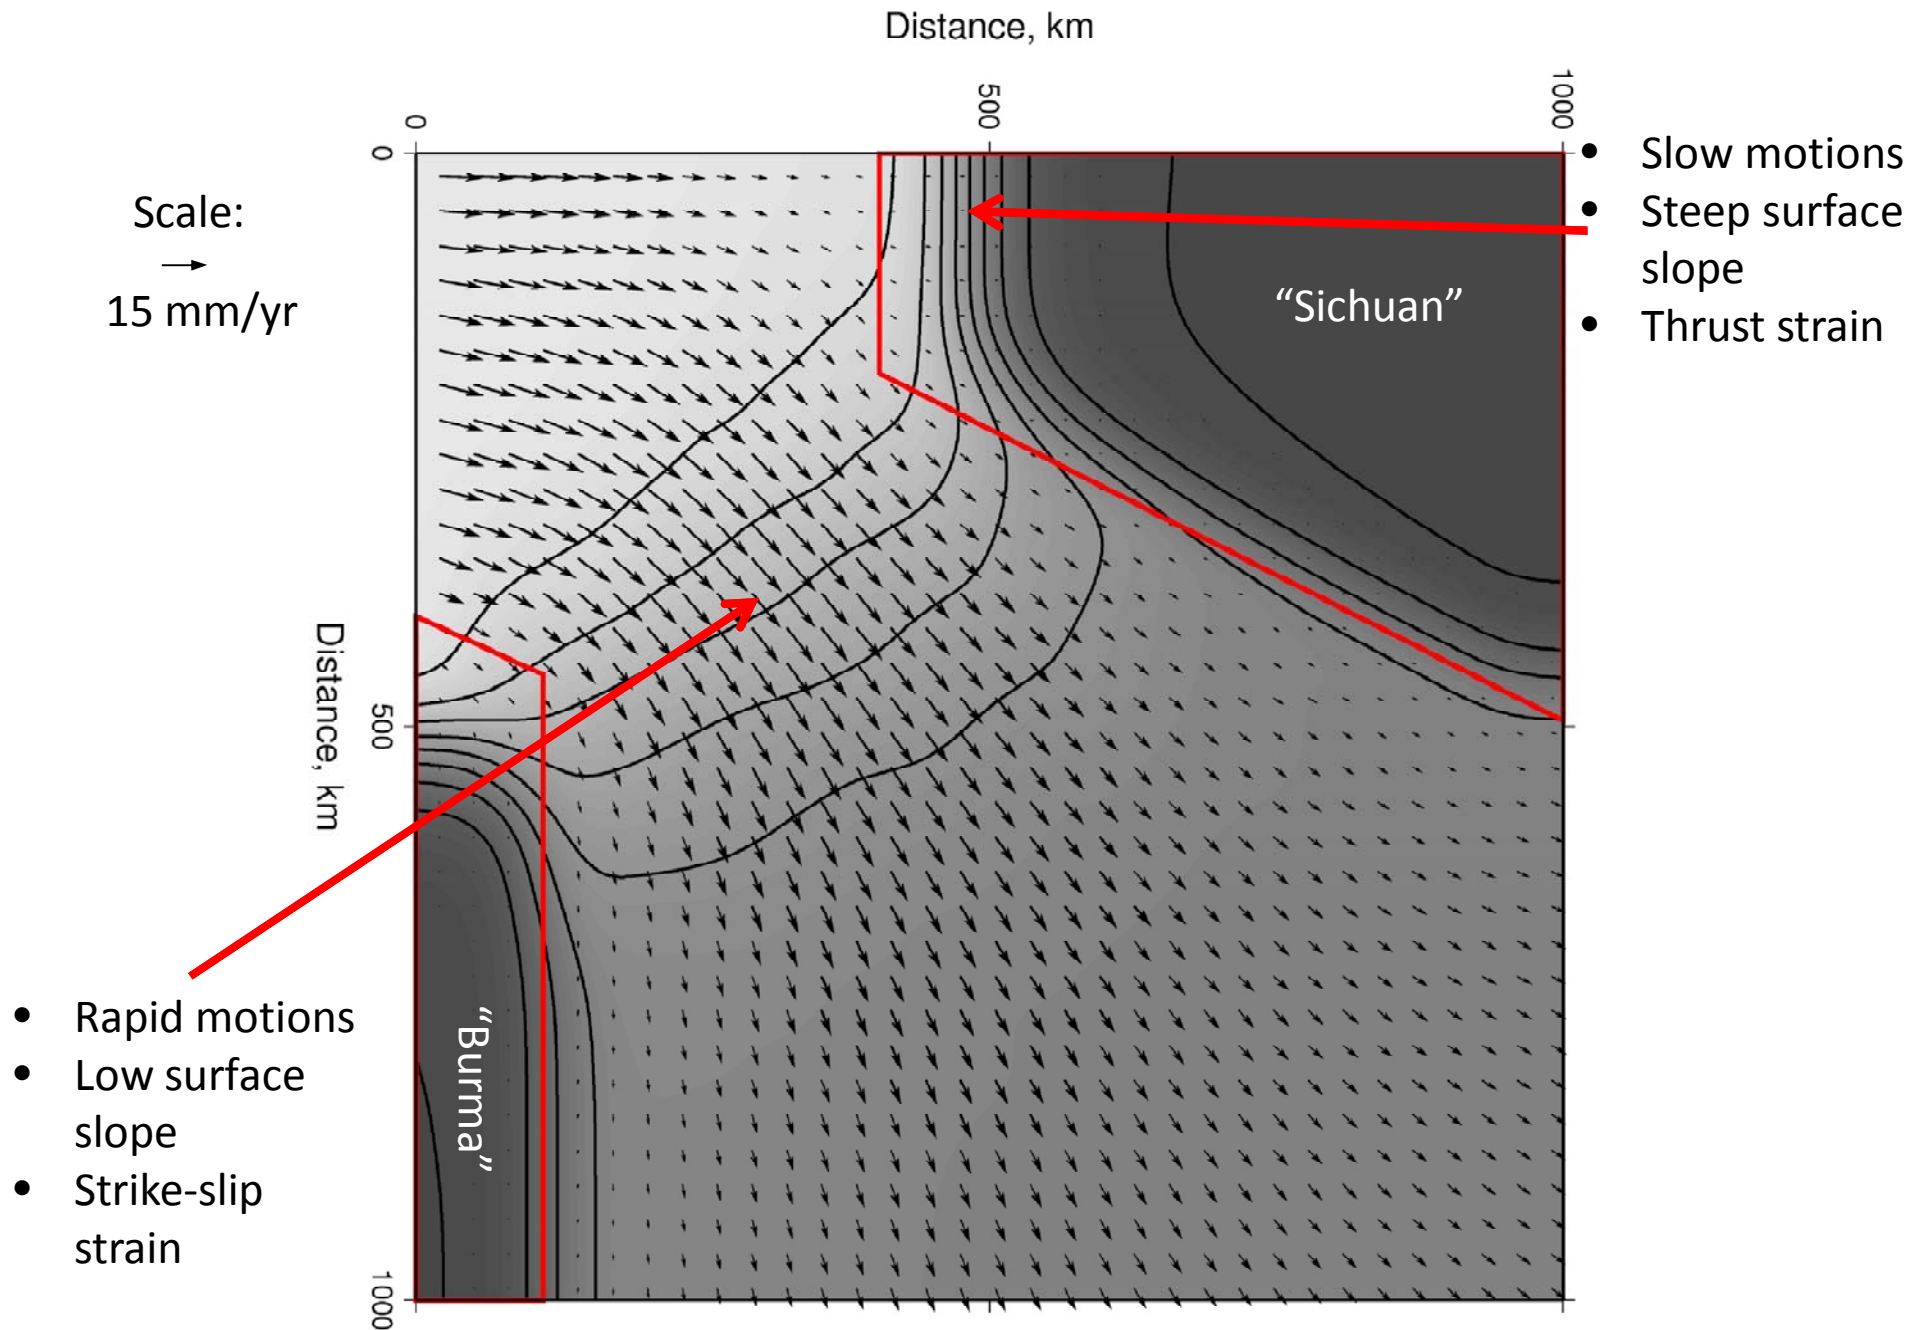 Distance, km
0
500
1000
0
Scale:
15 mm/yr
• Slow motions
• Steep surface
slope
• Thrust strain
“Sichuan”
Distance, km
500
1000
“Burma”
• Rapid motions
• Low surface
slope
• Strike-slip
strain